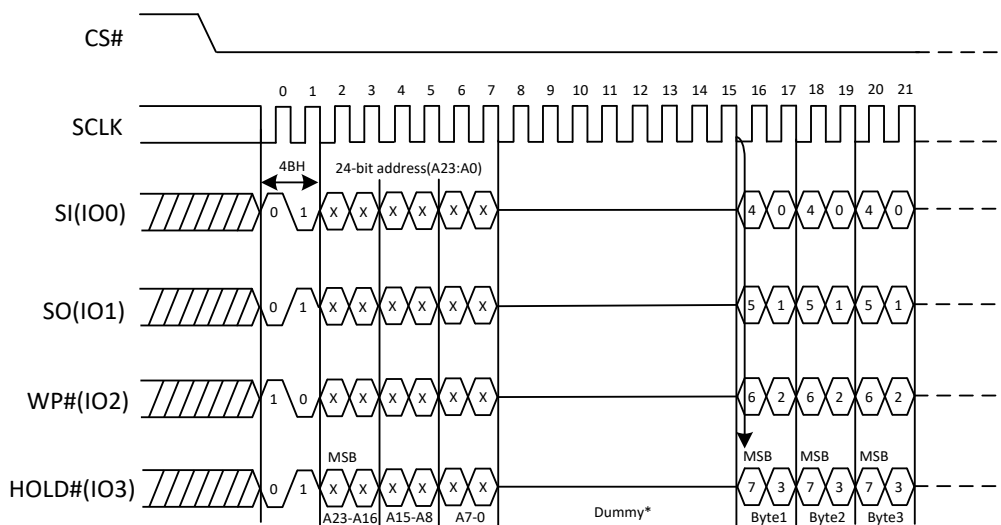 CS#
0 1 2 3 4 5 6 7 8 9 10 11 12 13 14 15 16 17 18 19 20 21
SCLK
4BH 24-bit address(A23:A0)
SI(IO0) 0 1 X X X X X X 4 0 4 0 4 0
SO(IO1) 0 1 X X X X X X 5 1 5 1 5 1
WP#(IO2) 1 0 X X X X X X 6 2 6 2 6 2
MSB MSB MSB MSB
HOLD#(IO3) 0 1 X X X X X X 7 3 7 3 7 3
A23-A16 A15-A8 A7-0 Dummy* Byte1 Byte2 Byte3